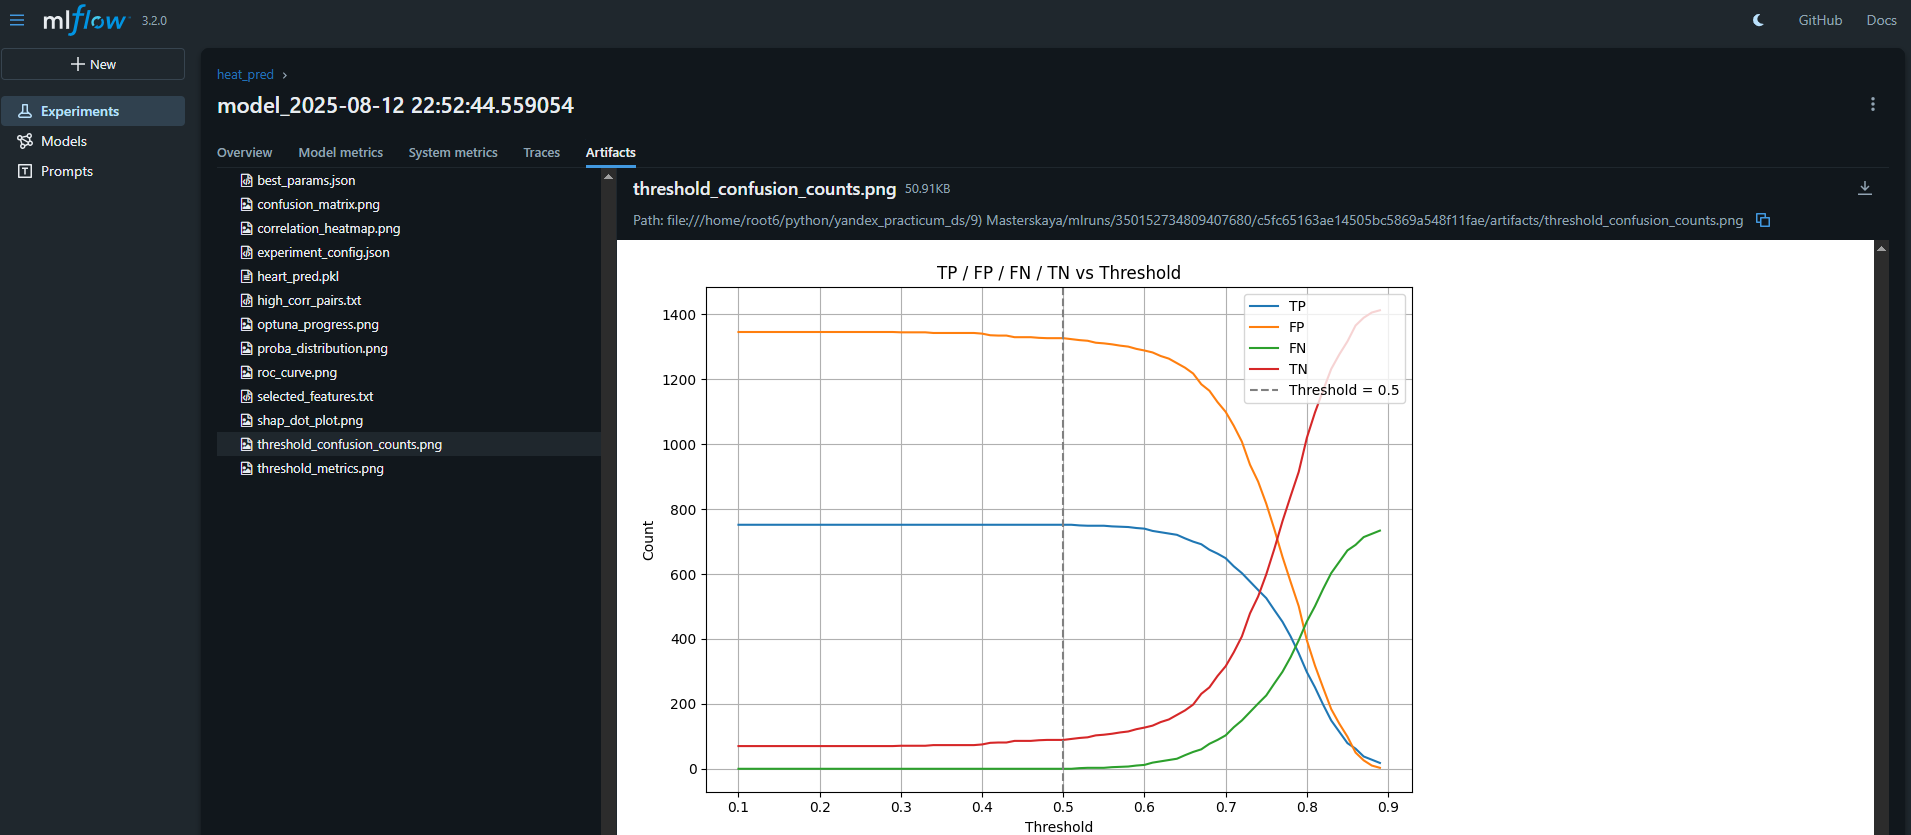 mlflow 3.2.0
GitHub Docs
New
Experiments
Models
Prompts
heat_pred
model_2025-08-12 22:52:44.559054
Overview Model metrics System metrics Traces Artifacts
best_params.json
confusion_matrix.png
correlation_heatmap.png
experiment_config.json
heart_pred.pkl
high_corr_pairs.txt
optuna_progress.png
proba_distribution.png
roc_curve.png
selected_features.txt
shap_dot_plot.png
threshold_confusion_counts.png
threshold_metrics.png
threshold_confusion_counts.png 50.91KB
Path: file:///home/root6/python/yandex_practicum_ds/9) Masterskaya/mlruns/350152734809407680/c5fc65163ae14505bc5869a548f11fae/artifacts/threshold_confusion_counts.png
TP / FP / FN / TN vs Threshold
TP
FP
FN
TN
Threshold = 0.5
1400
1200
1000
800
600
400
200
0
Count
0.1 0.2 0.3 0.4 0.5 0.6 0.7 0.8 0.9
Threshold